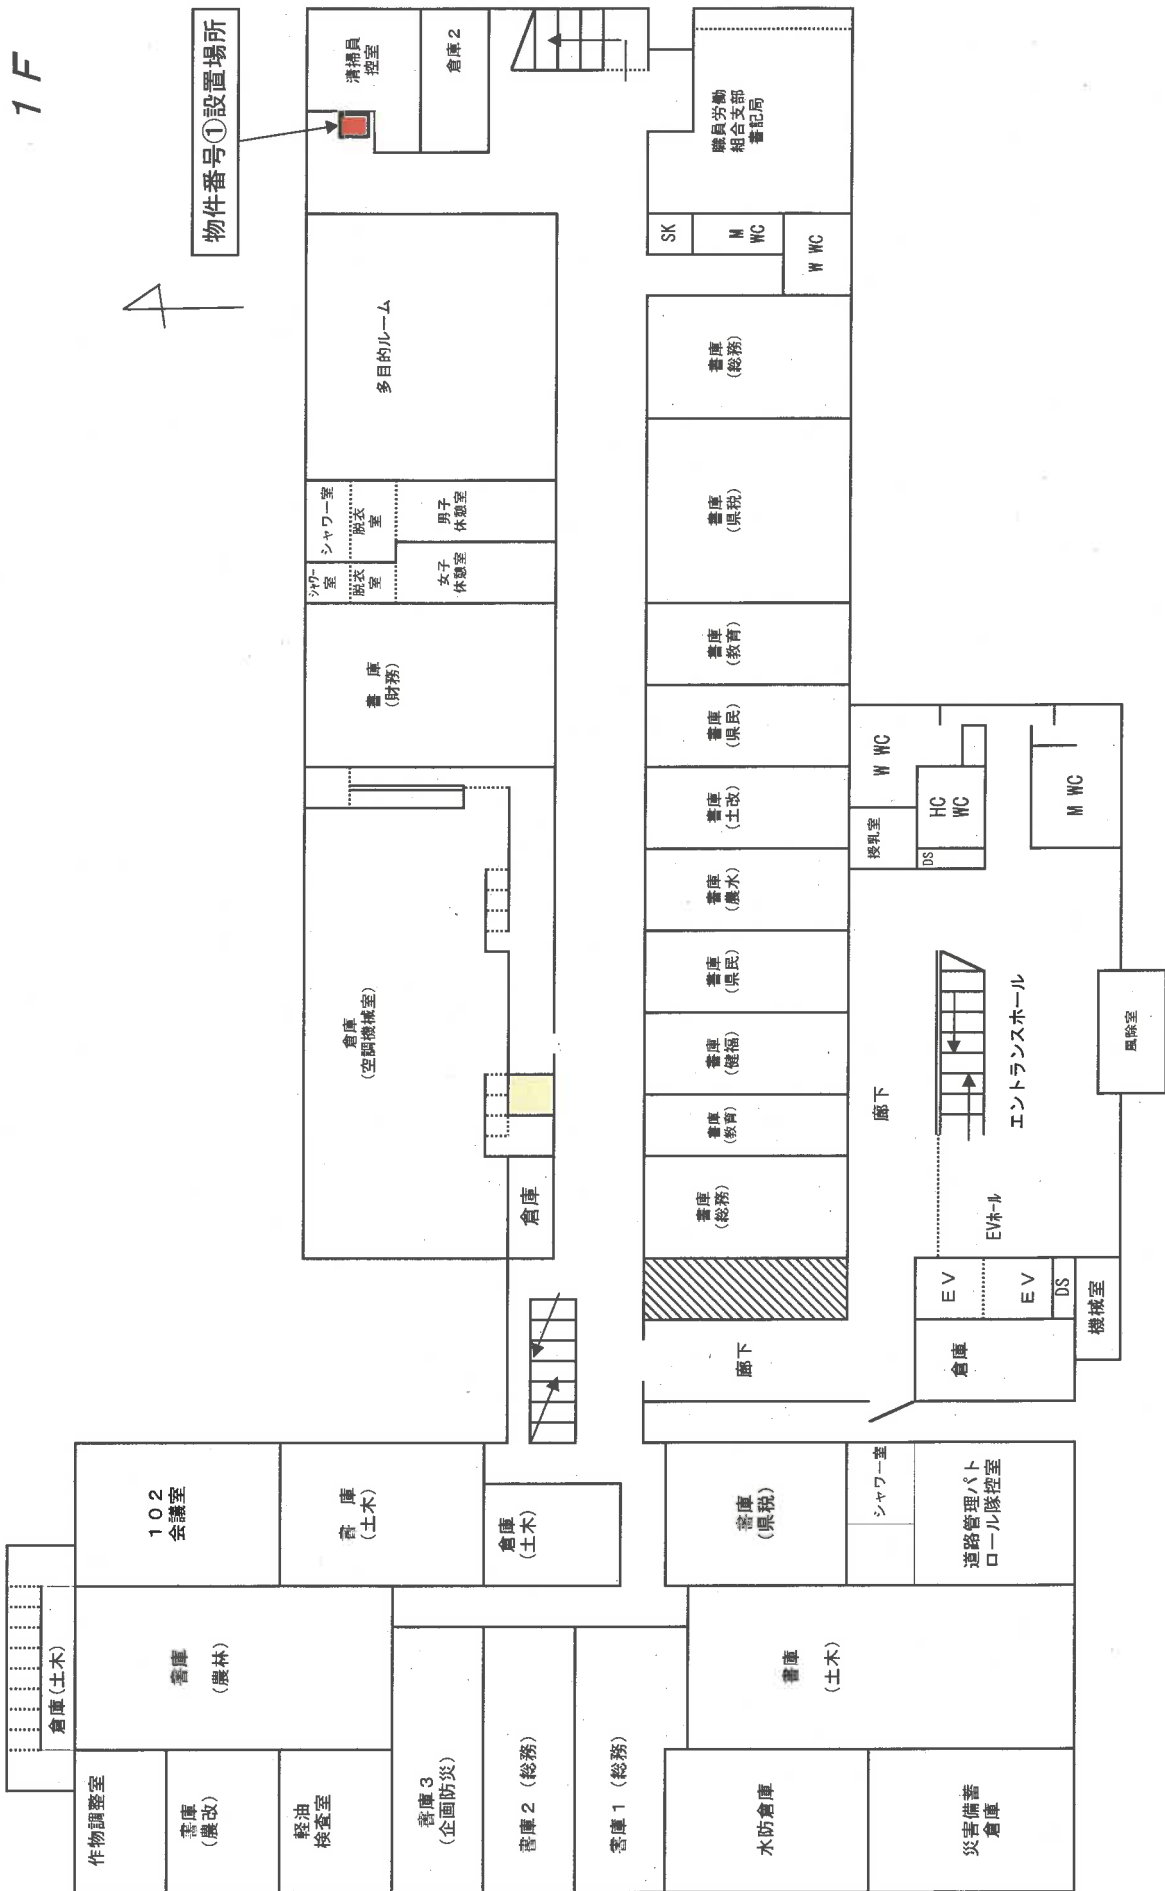 1F
物件番号①設置場所
清掃員
控室
倉庫2
職員労働
組合支部
書記局
SK
M
WC
W WC
多目的ルーム
書庫
(総務)
シャワー室
脱衣
室
男子
休憩室
シャワー
室
脱衣
室
女子
休憩室
書庫
(県税)
書　庫
(財務)
書庫
(教育)
書庫
(県民)
書庫
(土改)
書庫
(農水)
書庫
(県民)
書庫
(健福)
書庫
(教育)
書庫
(総務)
W WC
HC
WC
M WC
授乳室
DS
倉庫
(空調機械室)
倉庫
廊下
エントランスホール
風除室
EVホール
EV
EV
DS
機械室
倉庫
廊下
102
会議室
書　庫
(土木)
倉庫
(土木)
書庫
(県税)
シャワー室
道路管理パト
ロール隊控室
倉庫(土木)
書庫
(農林)
書庫
(土木)
作物調整室
書庫
(農改)
軽油
検査室
書庫3
(企画防災)
書庫2 (総務)
書庫1 (総務)
水防倉庫
災害備蓄
倉庫